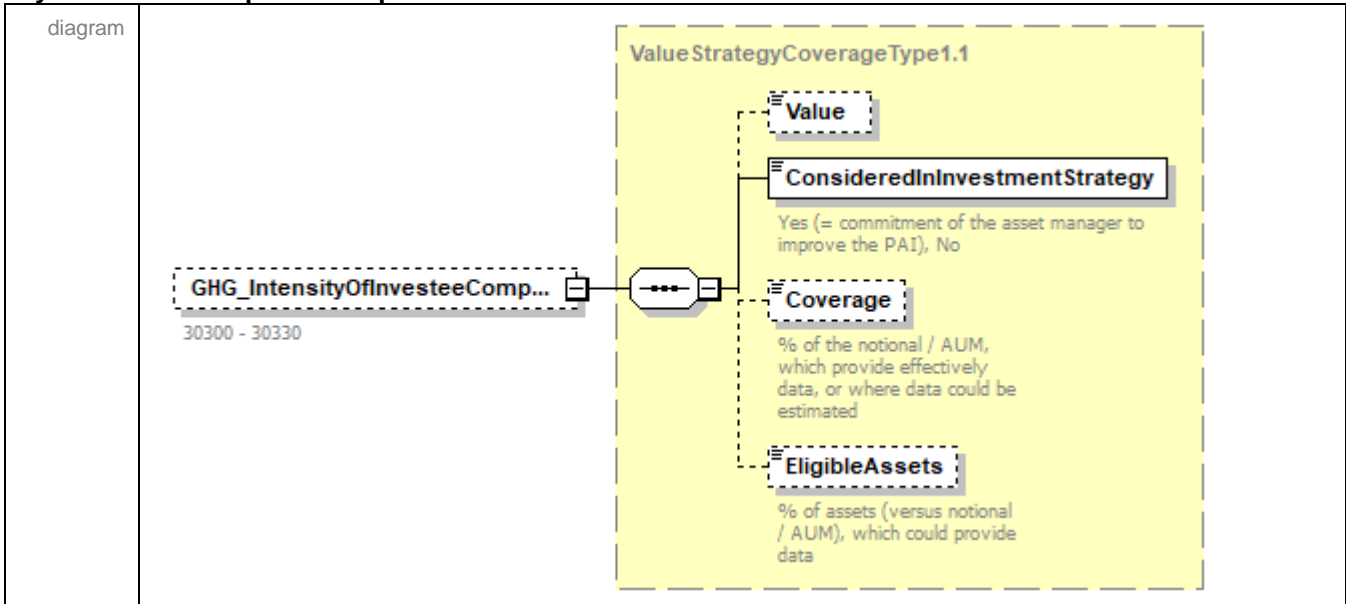 diagram
ValueStrategyCoverageType1.1
Value
ConsideredInInvestmentStrategy
Yes (= commitment of the asset manager to
improve the PAI), No
GHG_IntensityOfInvesteeComp...
30300 - 30330
Coverage
% of the notional / AUM,
which provide effectively
data, or where data could be
estimated
EligibleAssets
% of assets (versus notional
/ AUM), which could provide
data